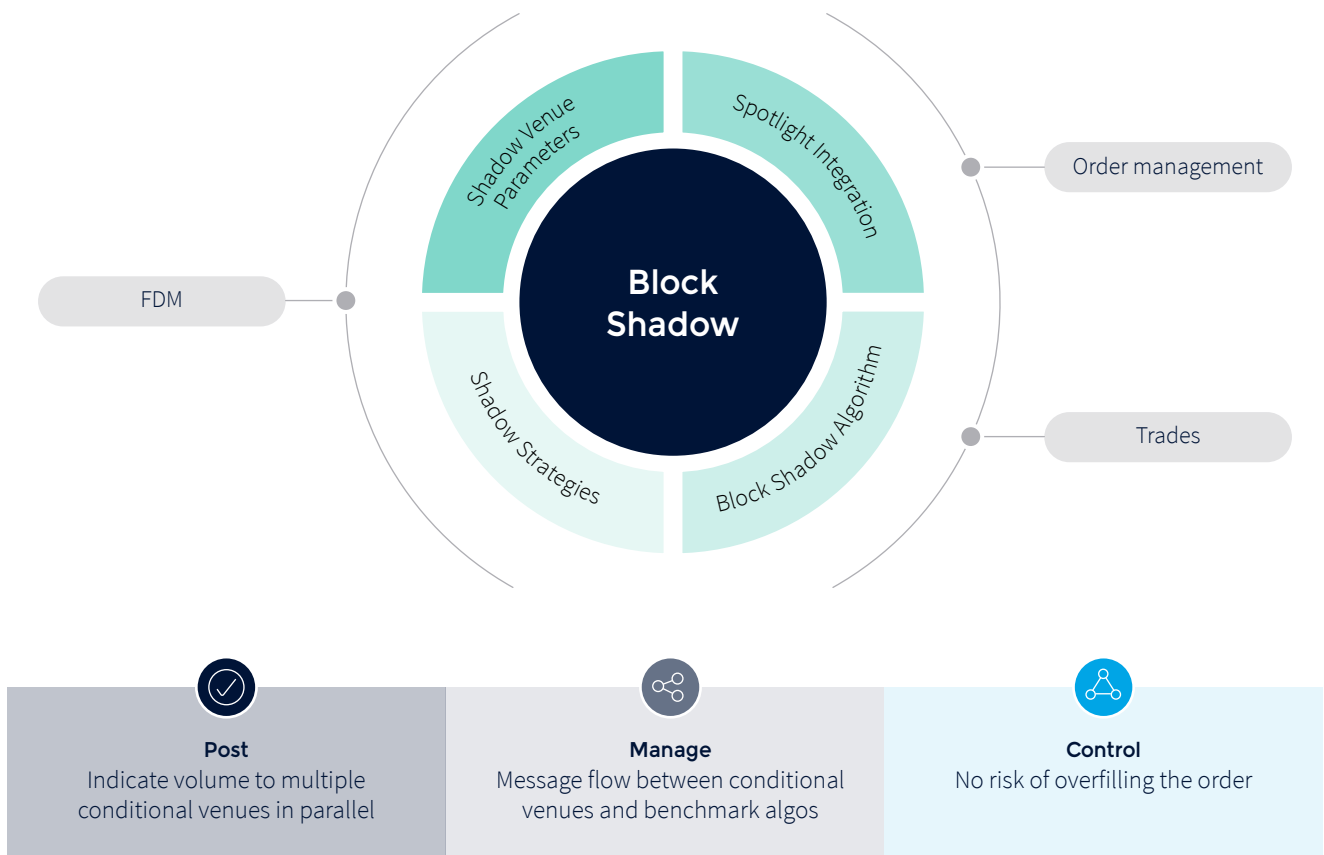 Shadow Venue
Parameters
Spotlight Integration
Order management
FDM
Block
Shadow
Shadow Strategies
Block Shadow Algorithm
Trades
Post
Indicate volume to multiple
conditional venues in parallel
Manage
Message flow between conditional
venues and benchmark algos
Control
No risk of overfilling the order